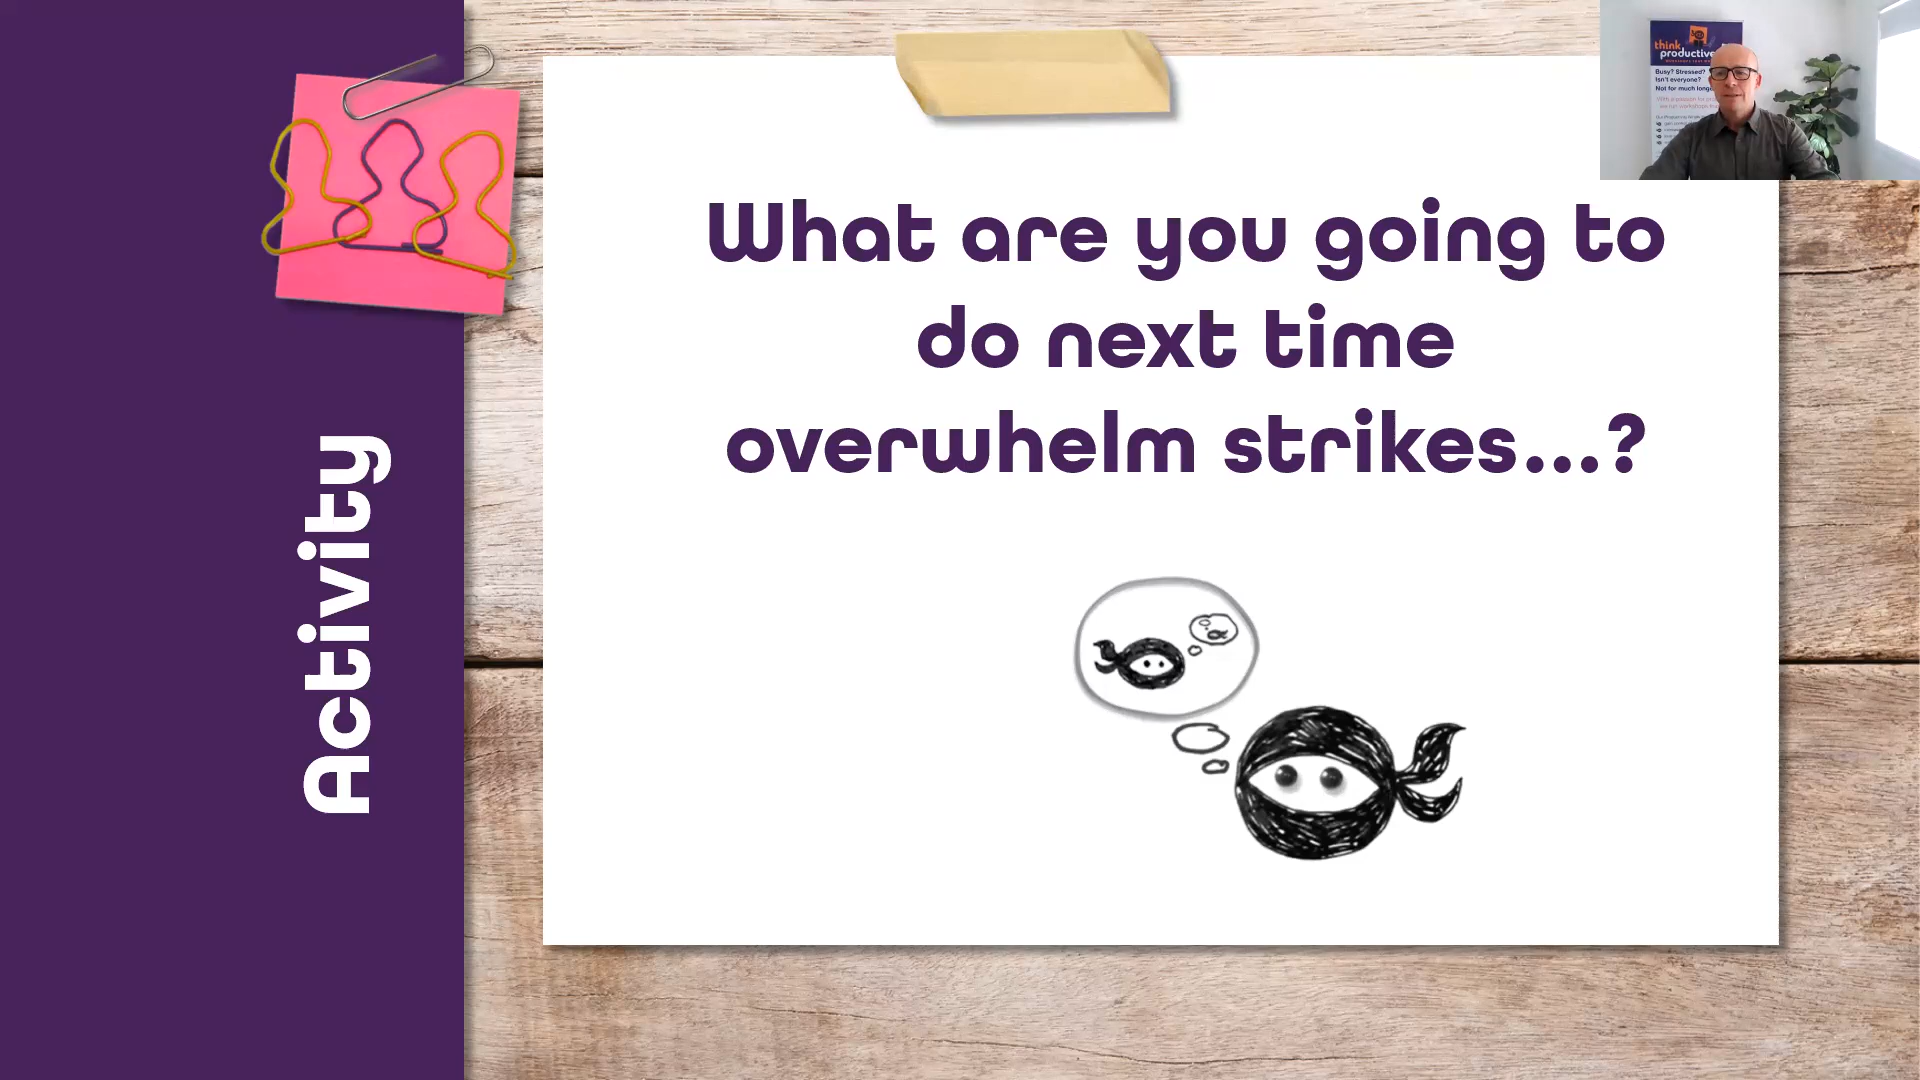 Activity
What are you going to
do next time
overwhelm strikes...?
think
productive
Busy? Stressed?
Isn't everyone?
Not for much longer